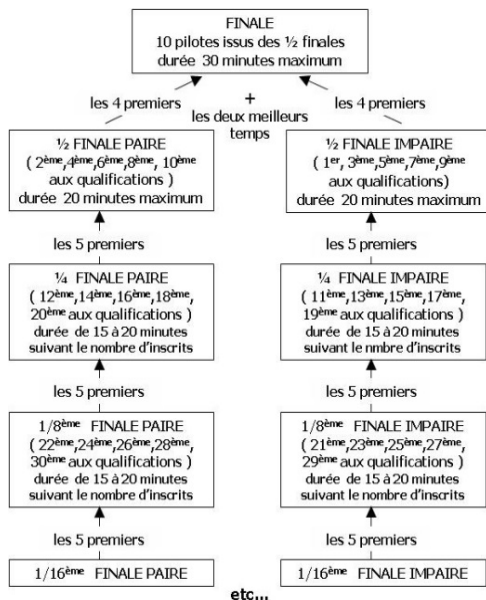 FINALE
10 pilotes issus des ½ finales
durée 30 minutes maximum
les 4 premiers
+
les deux meilleurs
temps
les 4 premiers
½ FINALE PAIRE
( 2ème,4ème,6ème,8ème, 10ème
aux qualifications )
durée 20 minutes maximum
½ FINALE IMPAIRE
( 1er, 3ème,5ème,7ème,9ème
aux qualifications)
durée 20 minutes maximum
les 5 premiers
les 5 premiers
¼ FINALE PAIRE
( 12ème,14ème,16ème,18ème,
20ème aux qualifications )
durée de 15 à 20 minutes
suivant le nombre d'inscrits
¼ FINALE IMPAIRE
( 11ème,13ème,15ème,17ème,
19ème aux qualifications )
durée de 15 à 20 minutes
suivant le nmbre d'inscrits
les 5 premiers
les 5 premiers
1/8ème FINALE PAIRE
( 22ème,24ème,26ème,28ème,
30ème aux qualifications )
durée de 15 à 20 minutes
suivant le nombre d'inscrits
1/8ème FINALE IMPAIRE
( 21ème,23ème,25ème,27ème,
29ème aux qualifications )
durée de 15 à 20 minutes
suivant le nombre d'inscrits
les 5 premiers
les 5 premiers
1/16ème FINALE PAIRE
1/16ème FINALE IMPAIRE
etc...